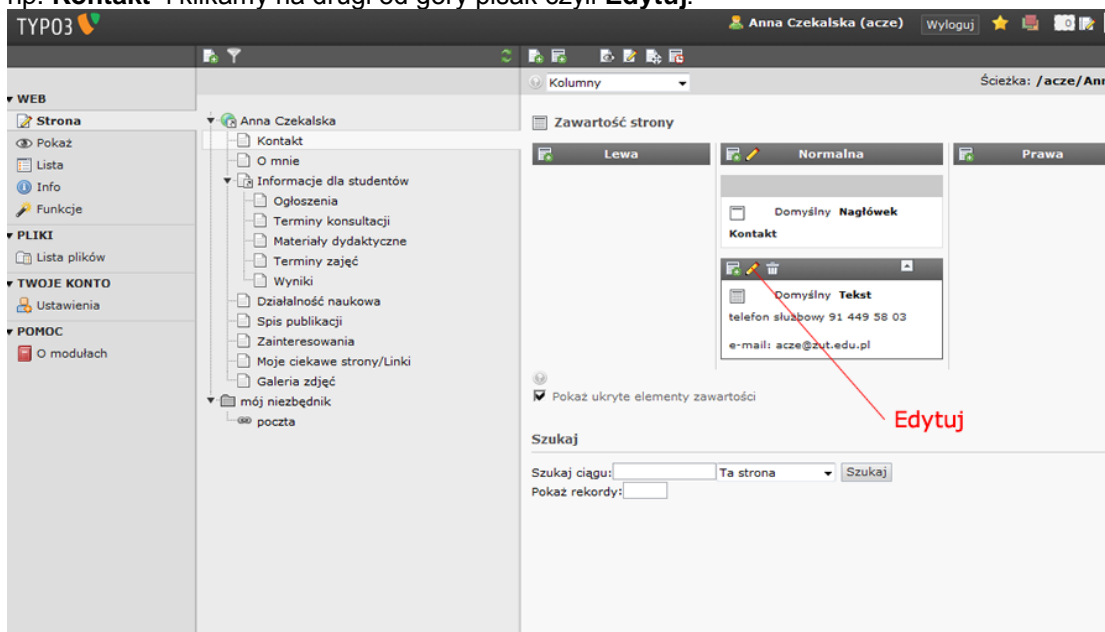 np. Kontakt i klikamy na drugi od góry pisak czyli Edytuj.
TYPO3
Anna Czekalska (acze)
Wyloguj
Kolumny
Ścieżka: /acze/Ann
WEB
Strona
Pokaż
Lista
Info
Funkcje
PLIKI
Lista plików
TWOJE KONTO
Ustawienia
POMOC
O modułach
Anna Czekalska
Kontakt
O mnie
Informacje dla studentów
Ogłoszenia
Terminy konsultacji
Materiały dydaktyczne
Terminy zajęć
Wyniki
Działalność naukowa
Spis publikacji
Zainteresowania
Moje ciekawe strony/Linki
Galeria zdjęć
mój niezbędnik
poczta
Zawartość strony
Lewa
Normalna
Prawa
Domyślny Nagłówek
Kontakt
Domyślny Tekst
telefon służbowy 91 449 58 03
e-mail: acze@zut.edu.pl
Pokaż ukryte elementy zawartości
Edytuj
Szukaj
Szukaj ciągu:
Ta strona
Szukaj
Pokaż rekordy: